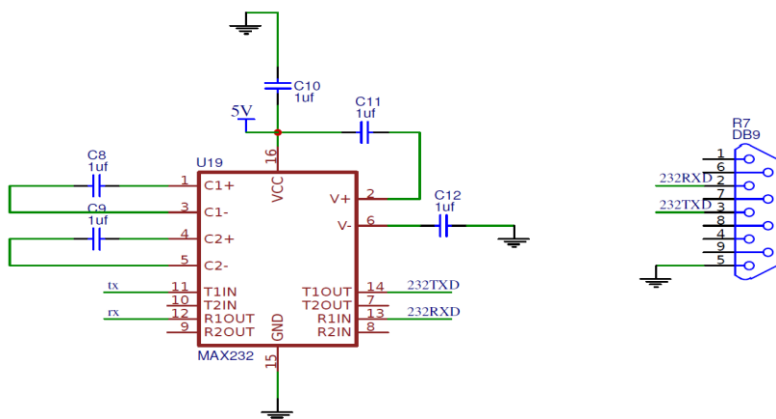 C10
1uf
5V
C11
1uf
C8
1uf
U19
16
VCC
1
C1+
3
C1-
C9
1uf
4
C2+
5
C2-
V+
2
V-
6
C12
1uf
tx
11
T1IN
10
T2IN
rx
12
R1OUT
9
R2OUT
T1OUT
14
232TXD
T2OUT
7
R1IN
13
232RXD
R2IN
8
GND
15
MAX232
R7
DB9
1
6
232RXD
2
7
232TXD
3
8
4
9
5